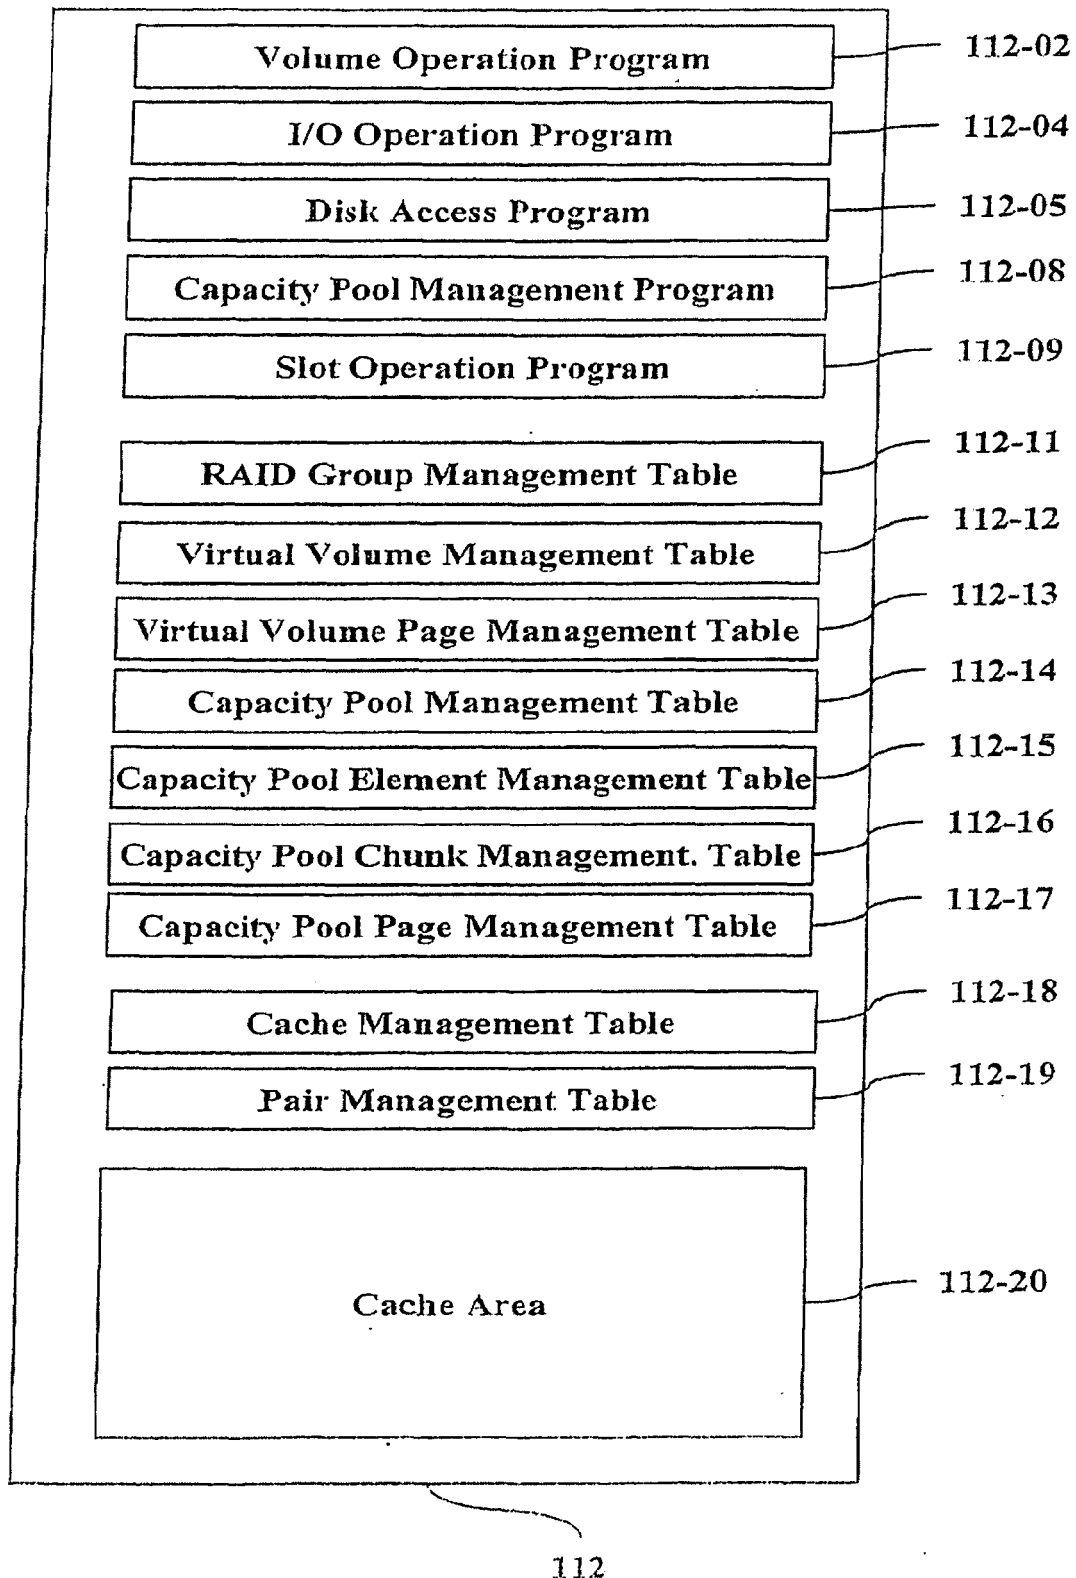 Volume Operation Program 112-02
I/O Operation Program 112-04
Disk Access Program 112-05
Capacity Pool Management Program 112-08
Slot Operation Program 112-09
RAID Group Management Table 112-11
Virtual Volume Management Table 112-12
Virtual Volume Page Management Table 112-13
Capacity Pool Management Table 112-14
Capacity Pool Element Management Table 112-15
Capacity Pool Chunk Management. Table 112-16
Capacity Pool Page Management Table 112-17
Cache Management Table 112-18
Pair Management Table 112-19
Cache Area 112-20
112